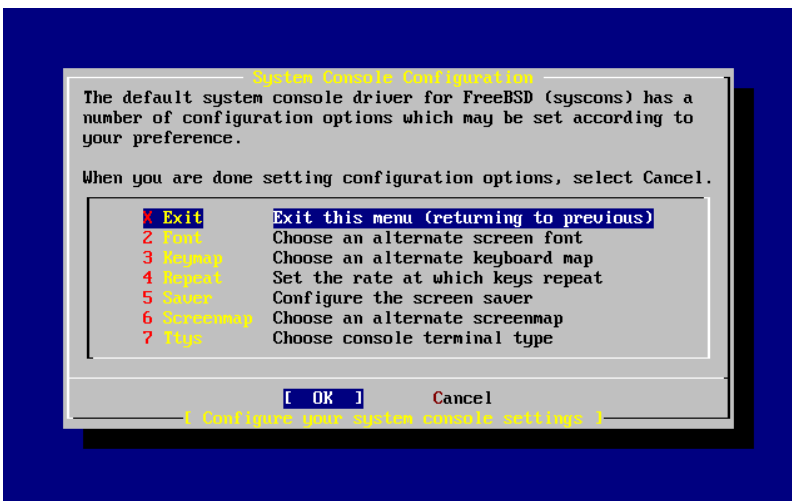 System Console Configuration
The default system console driver for FreeBSD (syscons) has a
number of configuration options which may be set according to
your preference.
When you are done setting configuration options, select Cancel.
X Exit Exit this menu (returning to previous)
2 Font Choose an alternate screen font
3 Keymap Choose an alternate keyboard map
4 Repeat Set the rate at which keys repeat
5 Saver Configure the screen saver
6 Screenmap Choose an alternate screenmap
7 Ttys Choose console terminal type
[ OK ] Cancel
[ Configure your system console settings ]